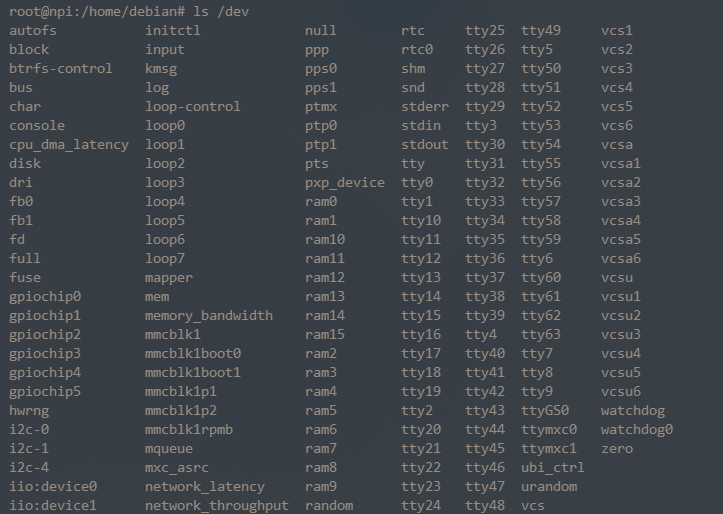 root@npi:/home/debian# ls /dev
autofs initctl null rtc tty25 tty49 vcs1
block input ppp rtc0 tty26 tty5 vcs2
btrfs-control kmsg pps0 shm tty27 tty50 vcs3
bus log pps1 snd tty28 tty51 vcs4
char loop-control ptmx stderr tty29 tty52 vcs5
console loop0 ptp0 stdin tty3 tty53 vcs6
cpu_dma_latency loop1 ptp1 stdout tty30 tty54 vcsa
disk loop2 pts tty tty31 tty55 vcsa1
dri loop3 pxp_device tty0 tty32 tty56 vcsa2
fb0 loop4 ram0 tty1 tty33 tty57 vcsa3
fb1 loop5 ram1 tty10 tty34 tty58 vcsa4
fd loop6 ram10 tty11 tty35 tty59 vcsa5
full loop7 ram11 tty12 tty36 tty6 vcsa6
fuse mapper ram12 tty13 tty37 tty60 vcsu
gpiochip0 mem ram13 tty14 tty38 tty61 vcsu1
gpiochip1 memory_bandwidth ram14 tty15 tty39 tty62 vcsu2
gpiochip2 mmcblk1 ram15 tty16 tty4 tty63 vcsu3
gpiochip3 mmcblk1boot0 ram2 tty17 tty40 tty7 vcsu4
gpiochip4 mmcblk1boot1 ram3 tty18 tty41 tty8 vcsu5
gpiochip5 mmcblk1p1 ram4 tty19 tty42 tty9 vcsu6
hwrng mmcblk1p2 ram5 tty2 tty43 ttyGS0 watchdog
i2c-0 mmcblk1rpmb ram6 tty20 tty44 ttymxc0 watchdog0
i2c-1 mqueue ram7 tty21 tty45 ttymxc1 zero
i2c-4 mxc_asrc ram8 tty22 tty46 ubi_ctrl
iio:device0 network_latency ram9 tty23 tty47 urandom
iio:device1 network_throughput random tty24 tty48 vcs